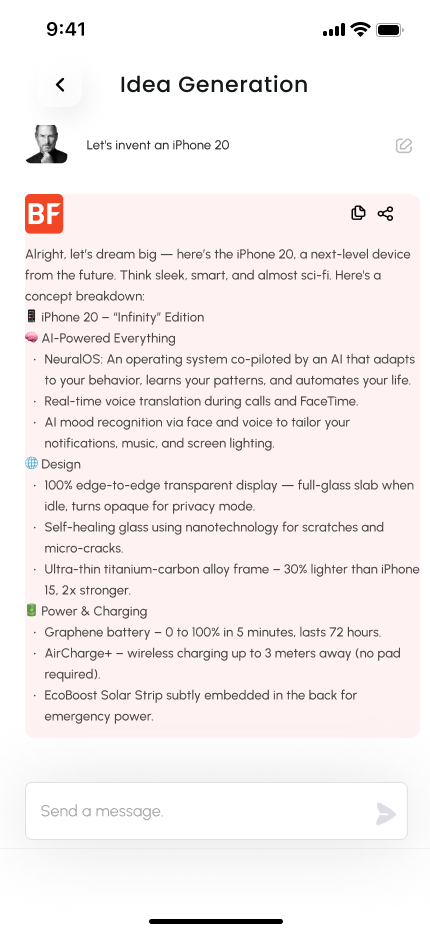 9:41
Idea Generation
Let's invent an iPhone 20
BF
Alright, let's dream big — here's the iPhone 20, a next-level device
from the future. Think sleek, smart, and almost sci-fi. Here's a
concept breakdown:
📱 iPhone 20 – “Infinity” Edition
🧠 AI-Powered Everything
· NeuralOS: An operating system co-piloted by an AI that adapts
to your behavior, learns your patterns, and automates your life.
· Real-time voice translation during calls and FaceTime.
· AI mood recognition via face and voice to tailor your
notifications, music, and screen lighting.
🌐 Design
· 100% edge-to-edge transparent display — full-glass slab when
idle, turns opaque for privacy mode.
· Self-healing glass using nanotechnology for scratches and
micro-cracks.
· Ultra-thin titanium-carbon alloy frame – 30% lighter than iPhone
15, 2x stronger.
🔋 Power & Charging
· Graphene battery – 0 to 100% in 5 minutes, lasts 72 hours.
· AirCharge+ – wireless charging up to 3 meters away (no pad
required).
· EcoBoost Solar Strip subtly embedded in the back for
emergency power.
Send a message.